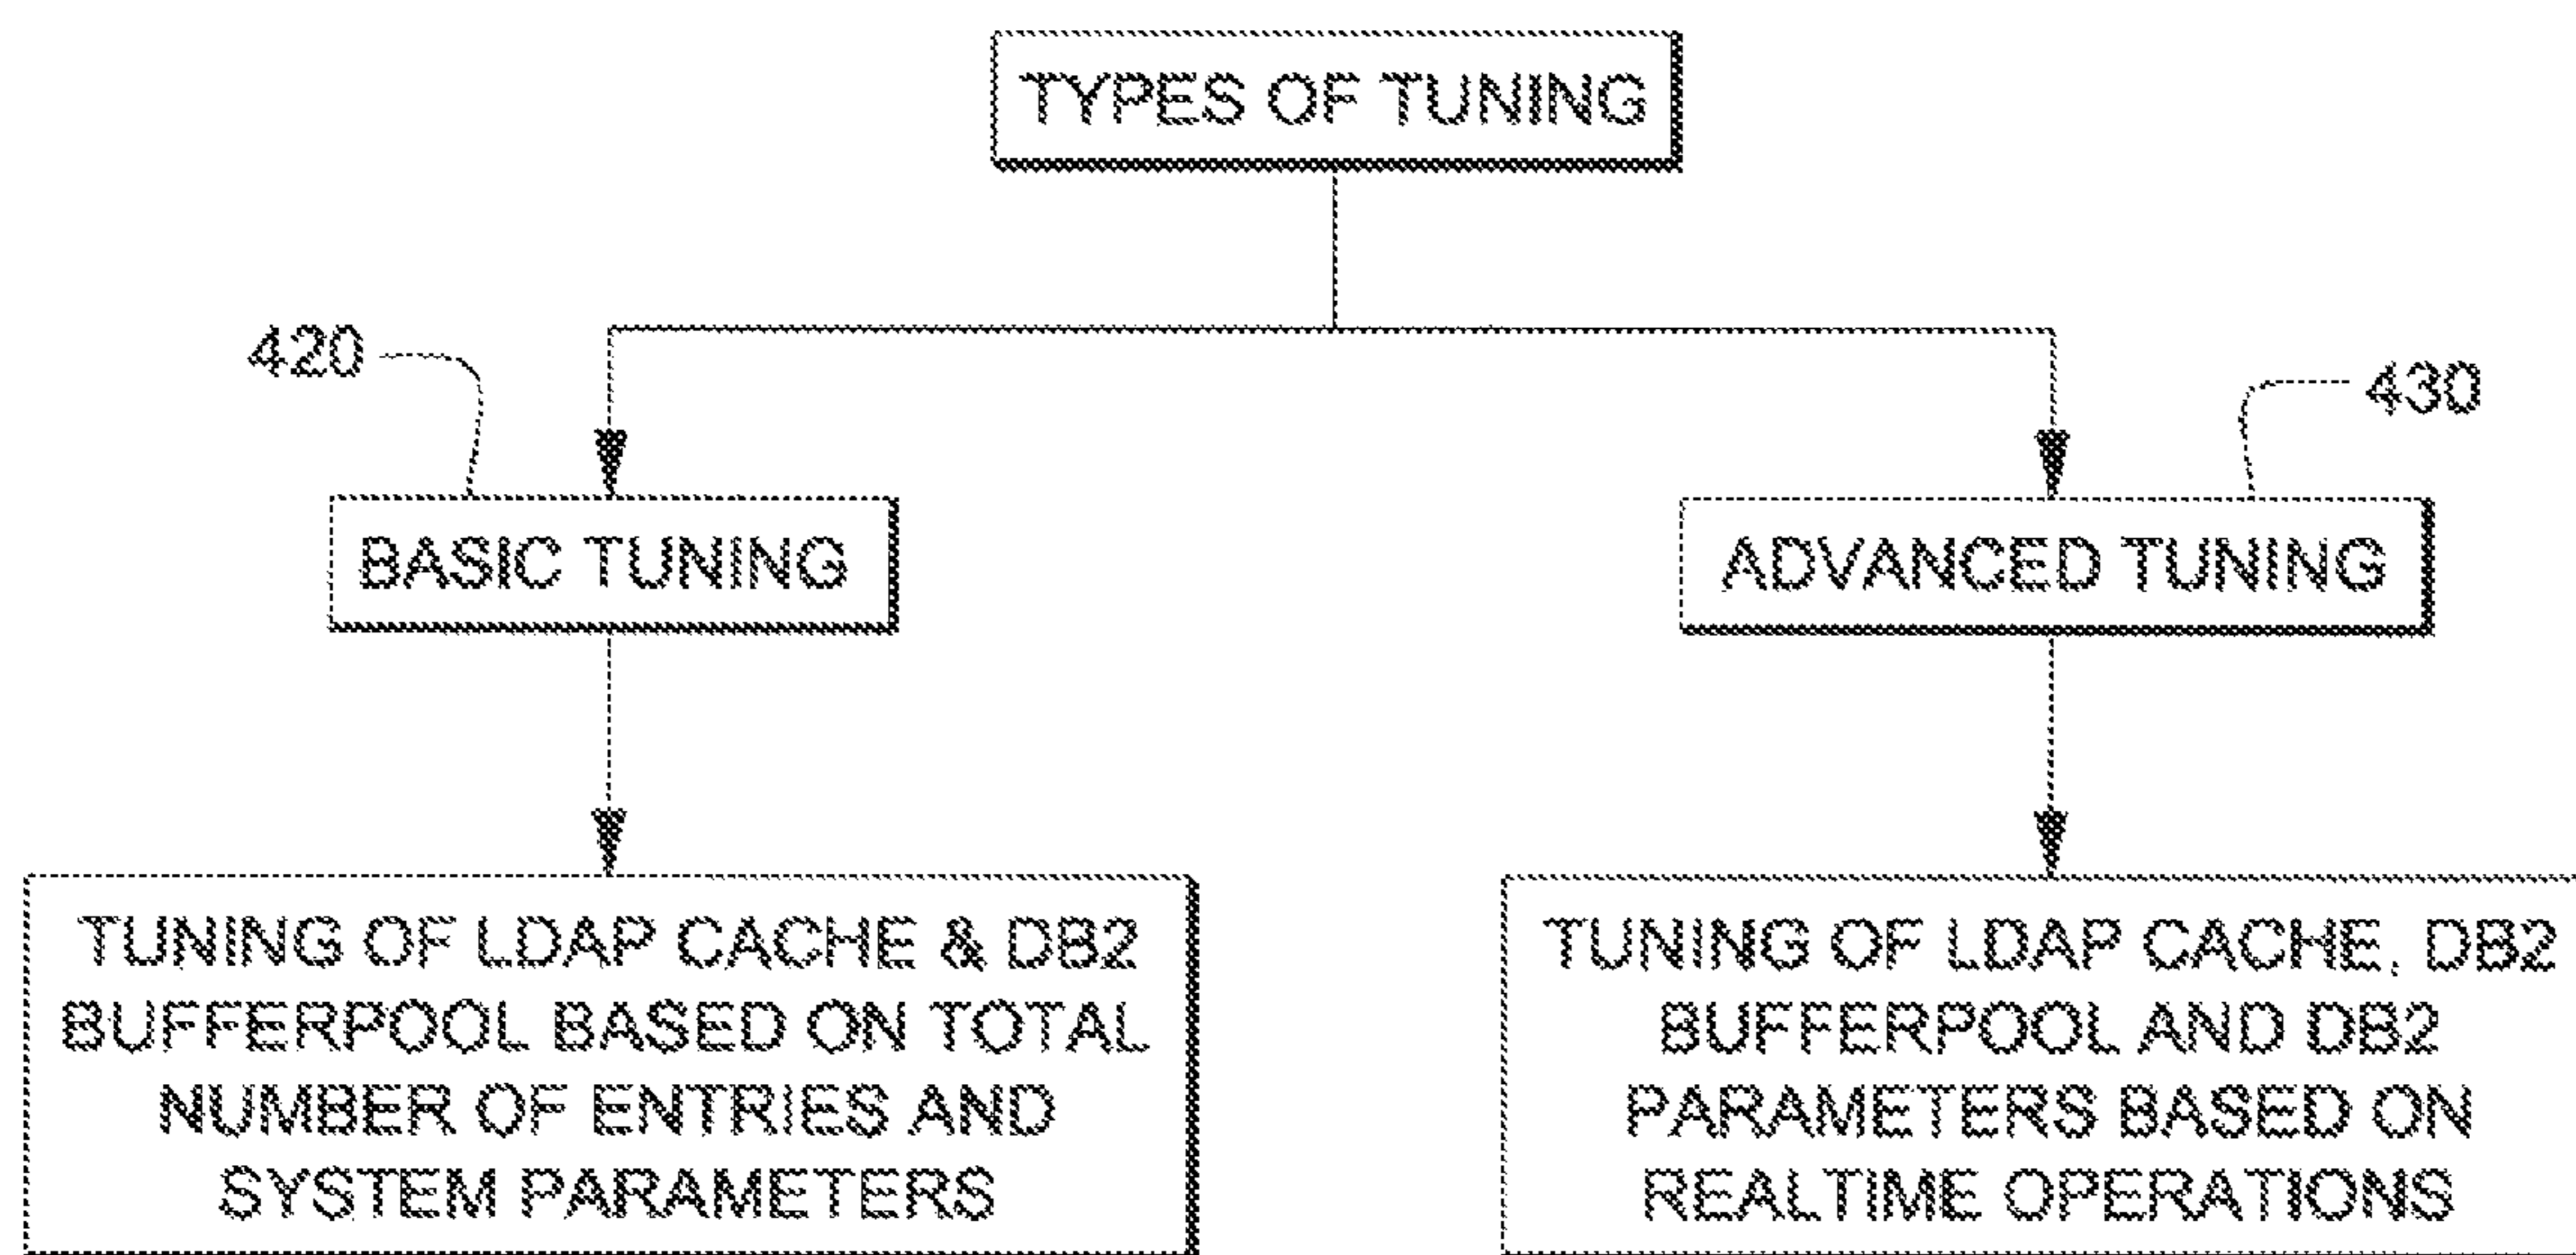 TYPES OF TUNING
420
430
BASIC TUNING
ADVANCED TUNING
TUNING OF LDAP CACHE & DB2
BUFFERPOOL BASED ON TOTAL
NUMBER OF ENTRIES AND
SYSTEM PARAMETERS
TUNING OF LDAP CACHE, DB2
BUFFERPOOL AND DB2
PARAMETERS BASED ON
REALTIME OPERATIONS